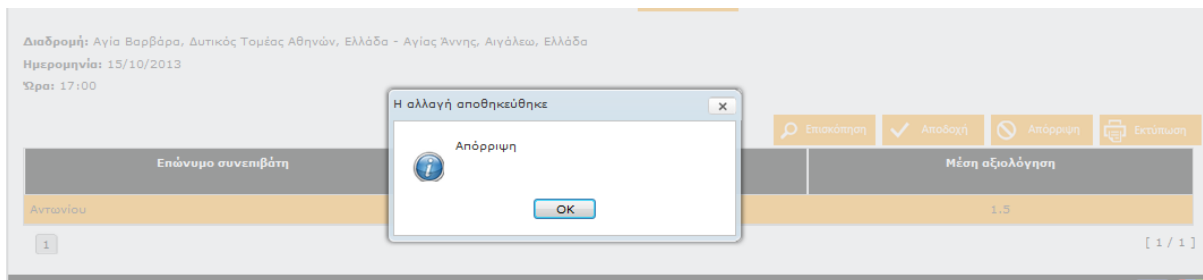 Διαδρομή: Αγία Βαρβάρα, Δυτικός Τομέας Αθηνών, Ελλάδα - Αγίας Άννης, Αιγάλεω, Ελλάδα
Ημερομηνία: 15/10/2013
Ώρα: 17:00
Η αλλαγή αποθηκεύθηκε
Απόρριψη
OK
Επισκόπηση Αποδοχή Απόρριψη Εκτύπωση
Επώνυμο συνεπιβάτη Μέση αξιολόγηση
Αντωνίου 1.5
1 [ 1 / 1 ]